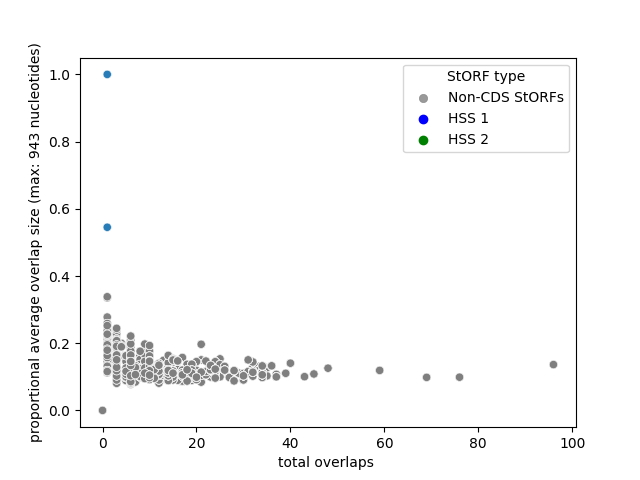 proportional average overlap size (max: 943 nucleotides)
1.0
0.8
0.6
0.4
0.2
0.0
StORF type
Non-CDS StORFs
HSS 1
HSS 2
0 20 40 60 80 100
total overlaps